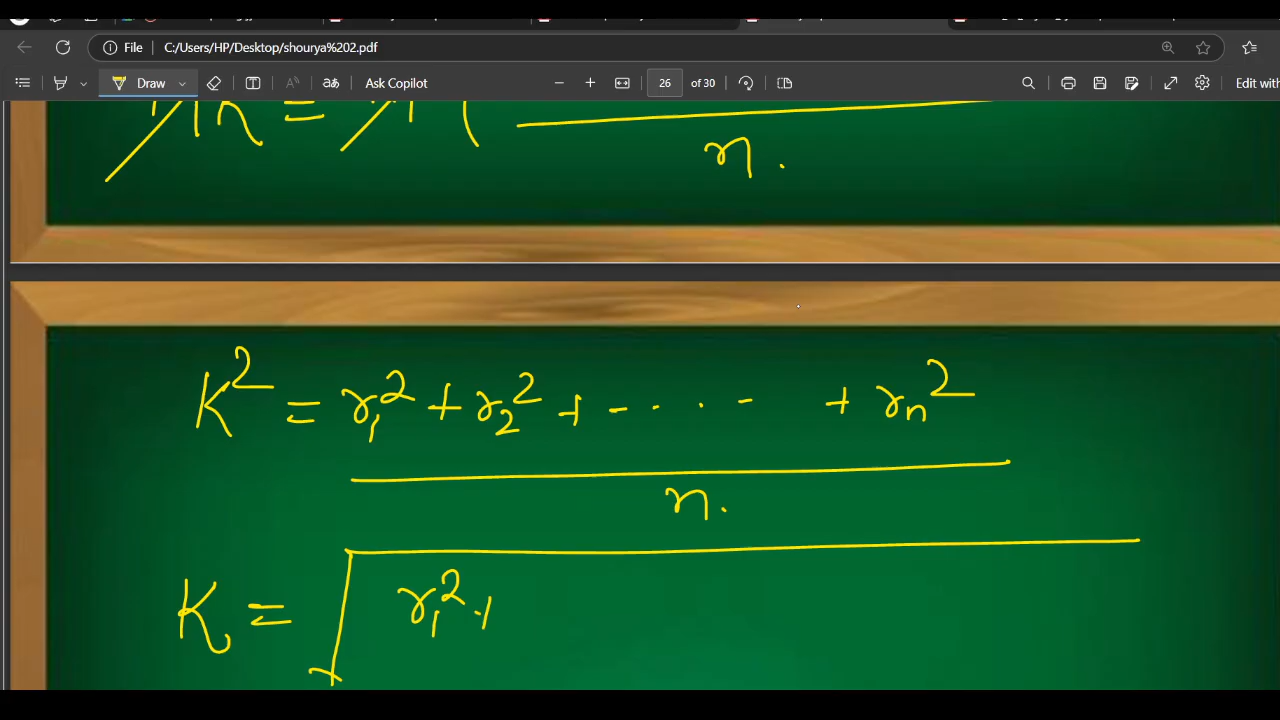 File | C:/Users/HP/Desktop/shourya%202.pdf
Draw Ask Copilot 26 of 30 Edit with
n.
K² = r₁² + r₂² + - · · - + rₙ²
n.
K = √ r₁² +